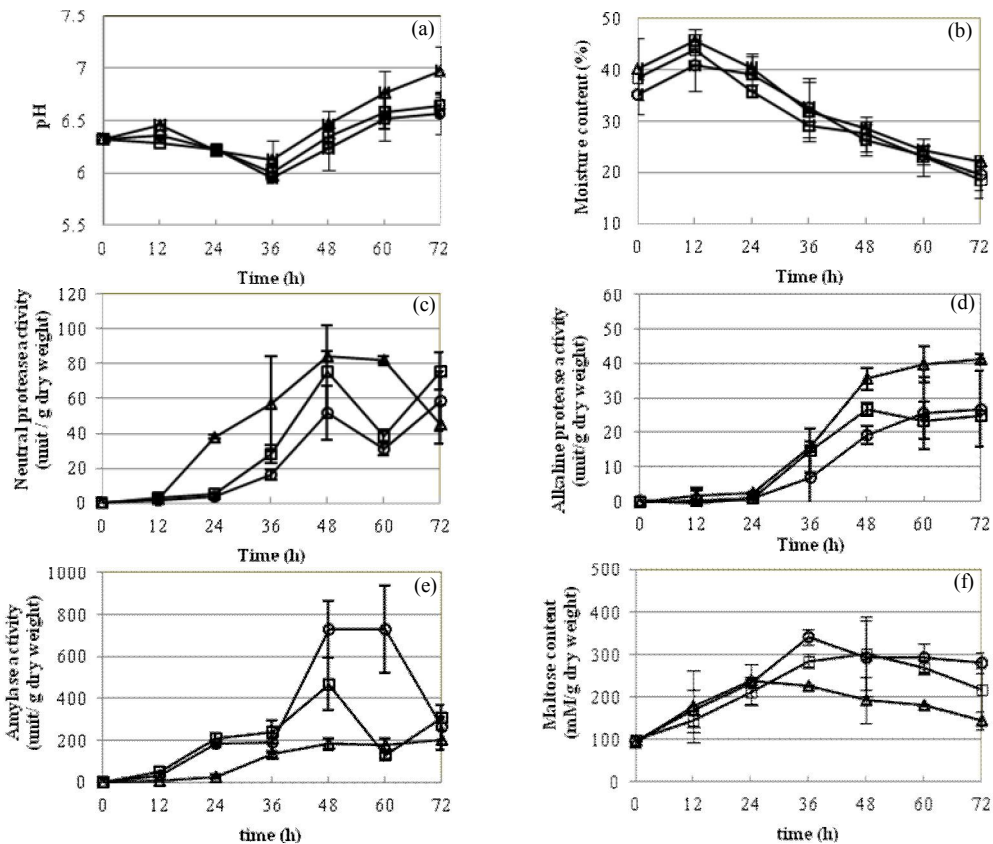 (a)
7.5
7
6.5
6
5.5
pH
0 12 24 36 48 60 72
Time (h)
(b)
50
40
30
20
10
Moisture content (%)
0 12 24 36 48 60 72
Time (h)
(c)
120
100
80
60
40
20
0
Neutral protease activity
(unit / g dry weight)
0 12 24 36 48 60 72
Time (h)
(d)
60
50
40
30
20
10
0
Alkaline protease activity
(unit/g dry weight)
0 12 24 36 48 60 72
Time (h)
(e)
1000
800
600
400
200
0
Amylase activity
(unit/ g dry weight)
0 12 24 36 48 60 72
time (h)
(f)
500
400
300
200
100
0
Maltose content
(mM/g dry weight)
0 12 24 36 48 60 72
time (h)